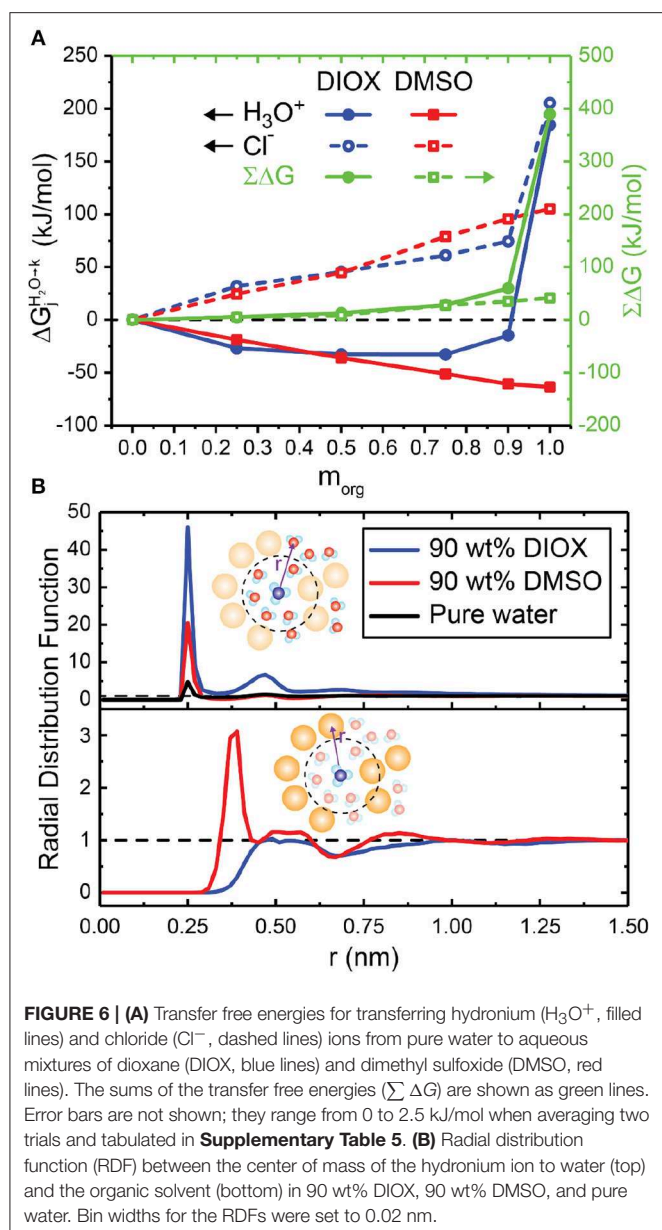 A
DIOX DMSO
← H₃O⁺
← Cl⁻
ΣΔG →
250
200
150
100
50
0
-50
-100
ΔGⱼ^H₂O→k (kJ/mol)
500
400
300
200
100
0
-100
-200
ΣΔG (kJ/mol)
0.0 0.1 0.2 0.3 0.4 0.5 0.6 0.7 0.8 0.9 1.0
m_org
B
50
40
30
20
10
0
r
90 wt% DIOX
90 wt% DMSO
Pure water
3
2
1
0
r
Radial Distribution Function
0.00 0.25 0.50 0.75 1.00 1.25 1.50
r (nm)
FIGURE 6 | (A) Transfer free energies for transferring hydronium (H₃O⁺, filled
lines) and chloride (Cl⁻, dashed lines) ions from pure water to aqueous
mixtures of dioxane (DIOX, blue lines) and dimethyl sulfoxide (DMSO, red
lines). The sums of the transfer free energies (∑ ΔG) are shown as green lines.
Error bars are not shown; they range from 0 to 2.5 kJ/mol when averaging two
trials and tabulated in Supplementary Table 5. (B) Radial distribution
function (RDF) between the center of mass of the hydronium ion to water (top)
and the organic solvent (bottom) in 90 wt% DIOX, 90 wt% DMSO, and pure
water. Bin widths for the RDFs were set to 0.02 nm.